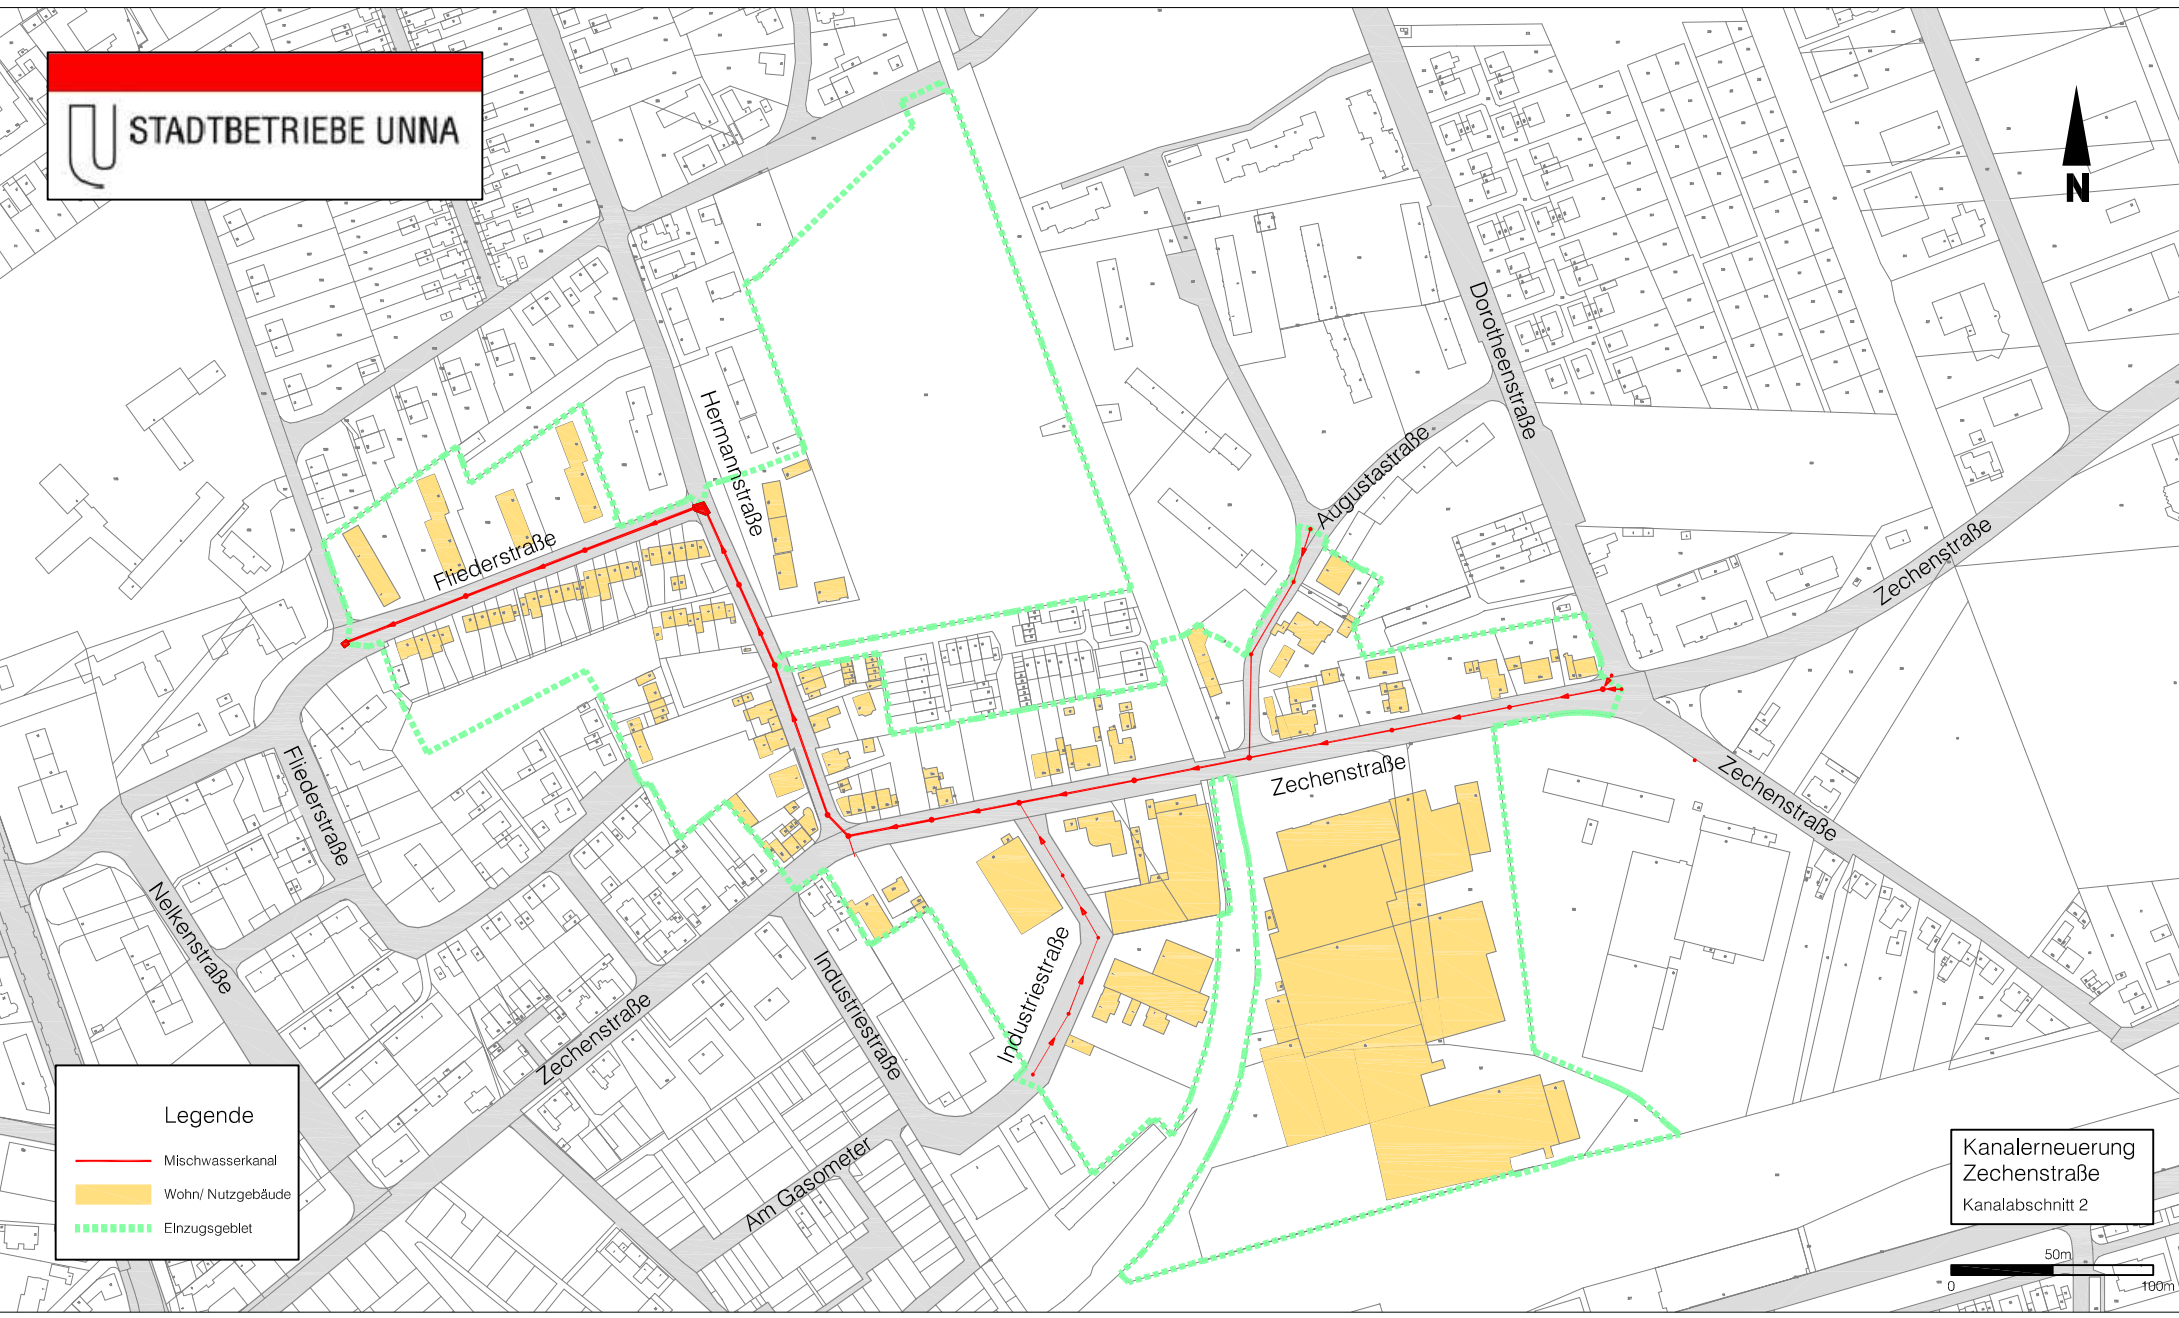 STADTBETRIEBE UNNA
N
Dorotheenstraße
Hermannstraße
Augustastraße
Fliederstraße
Zechenstraße
Fliederstraße
Zechenstraße
Zechenstraße
Nelkenstraße
Industriestraße
Industriestraße
Zechenstraße
Am Gasometer
Legende
Mischwasserkanal
Wohn/ Nutzgebäude
EInzugsgebiet
Kanalerneuerung
Zechenstraße
Kanalabschnitt 2
50m
0
100m